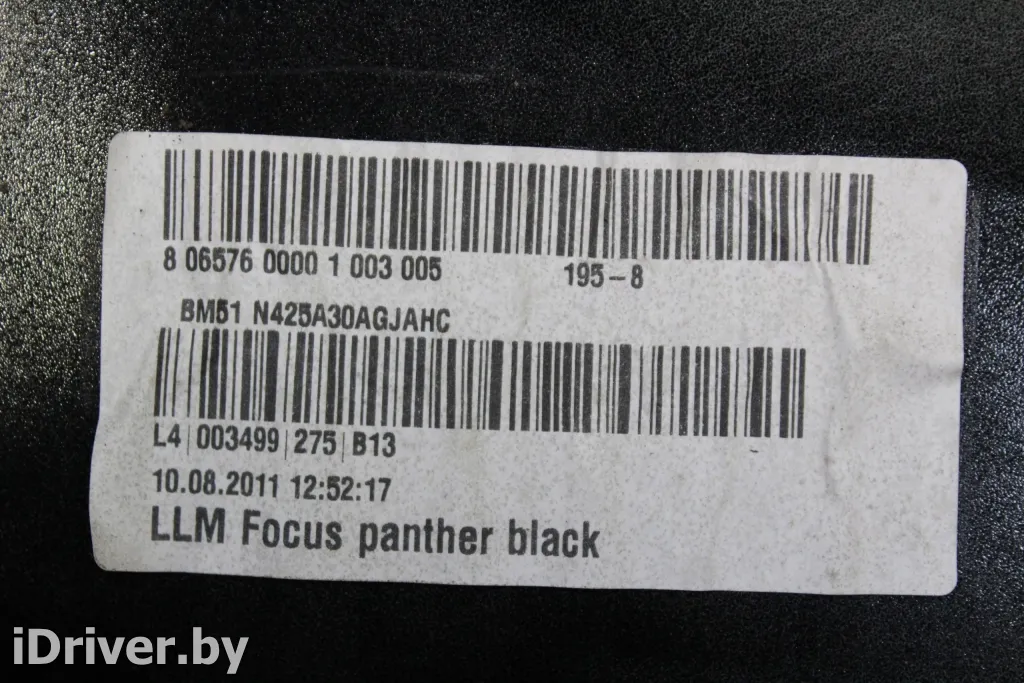 8 06576 0000 1 003 005 195-8
BM51 N425A30AGJAHC
L4|003499|275|B13
10.08.2011 12:52:17
LLM Focus panther black
iDriver.by